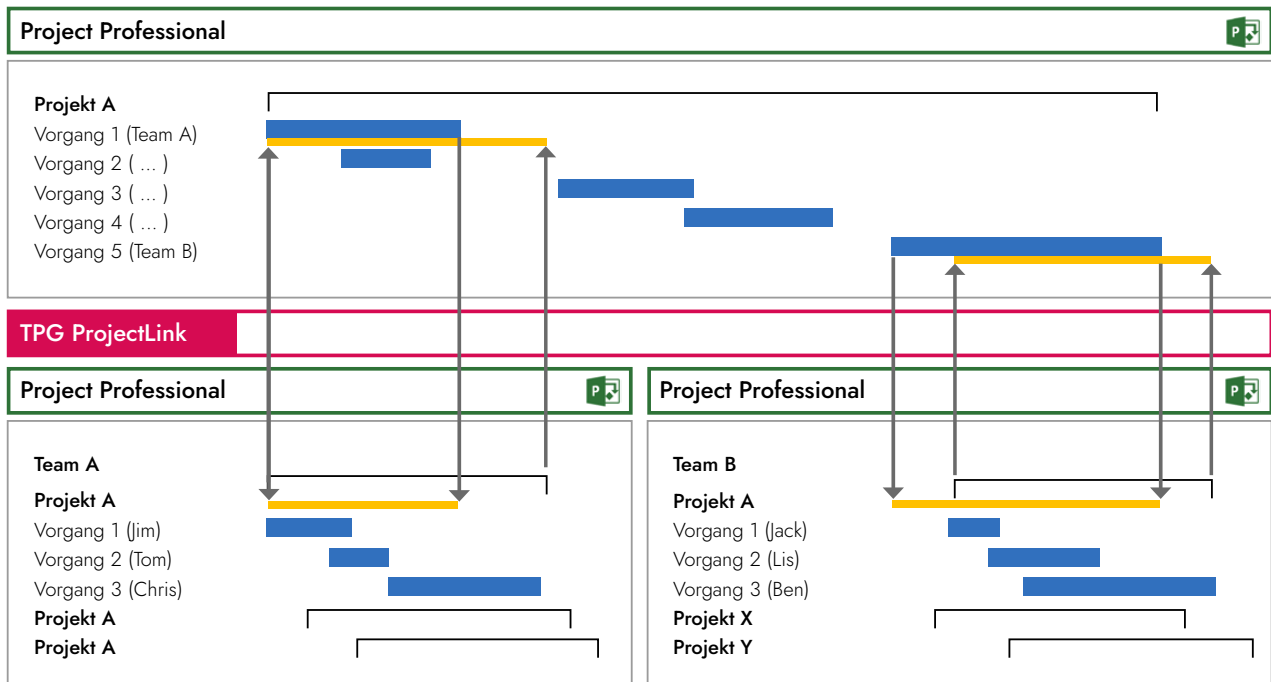 Project Professional
P
Projekt A
Vorgang 1 (Team A)
Vorgang 2 ( ... )
Vorgang 3 ( ... )
Vorgang 4 ( ... )
Vorgang 5 (Team B)
TPG ProjectLink
Project Professional
P
Team A
Projekt A
Vorgang 1 (Jim)
Vorgang 2 (Tom)
Vorgang 3 (Chris)
Projekt A
Projekt A
Project Professional
P
Team B
Projekt A
Vorgang 1 (Jack)
Vorgang 2 (Lis)
Vorgang 3 (Ben)
Projekt X
Projekt Y